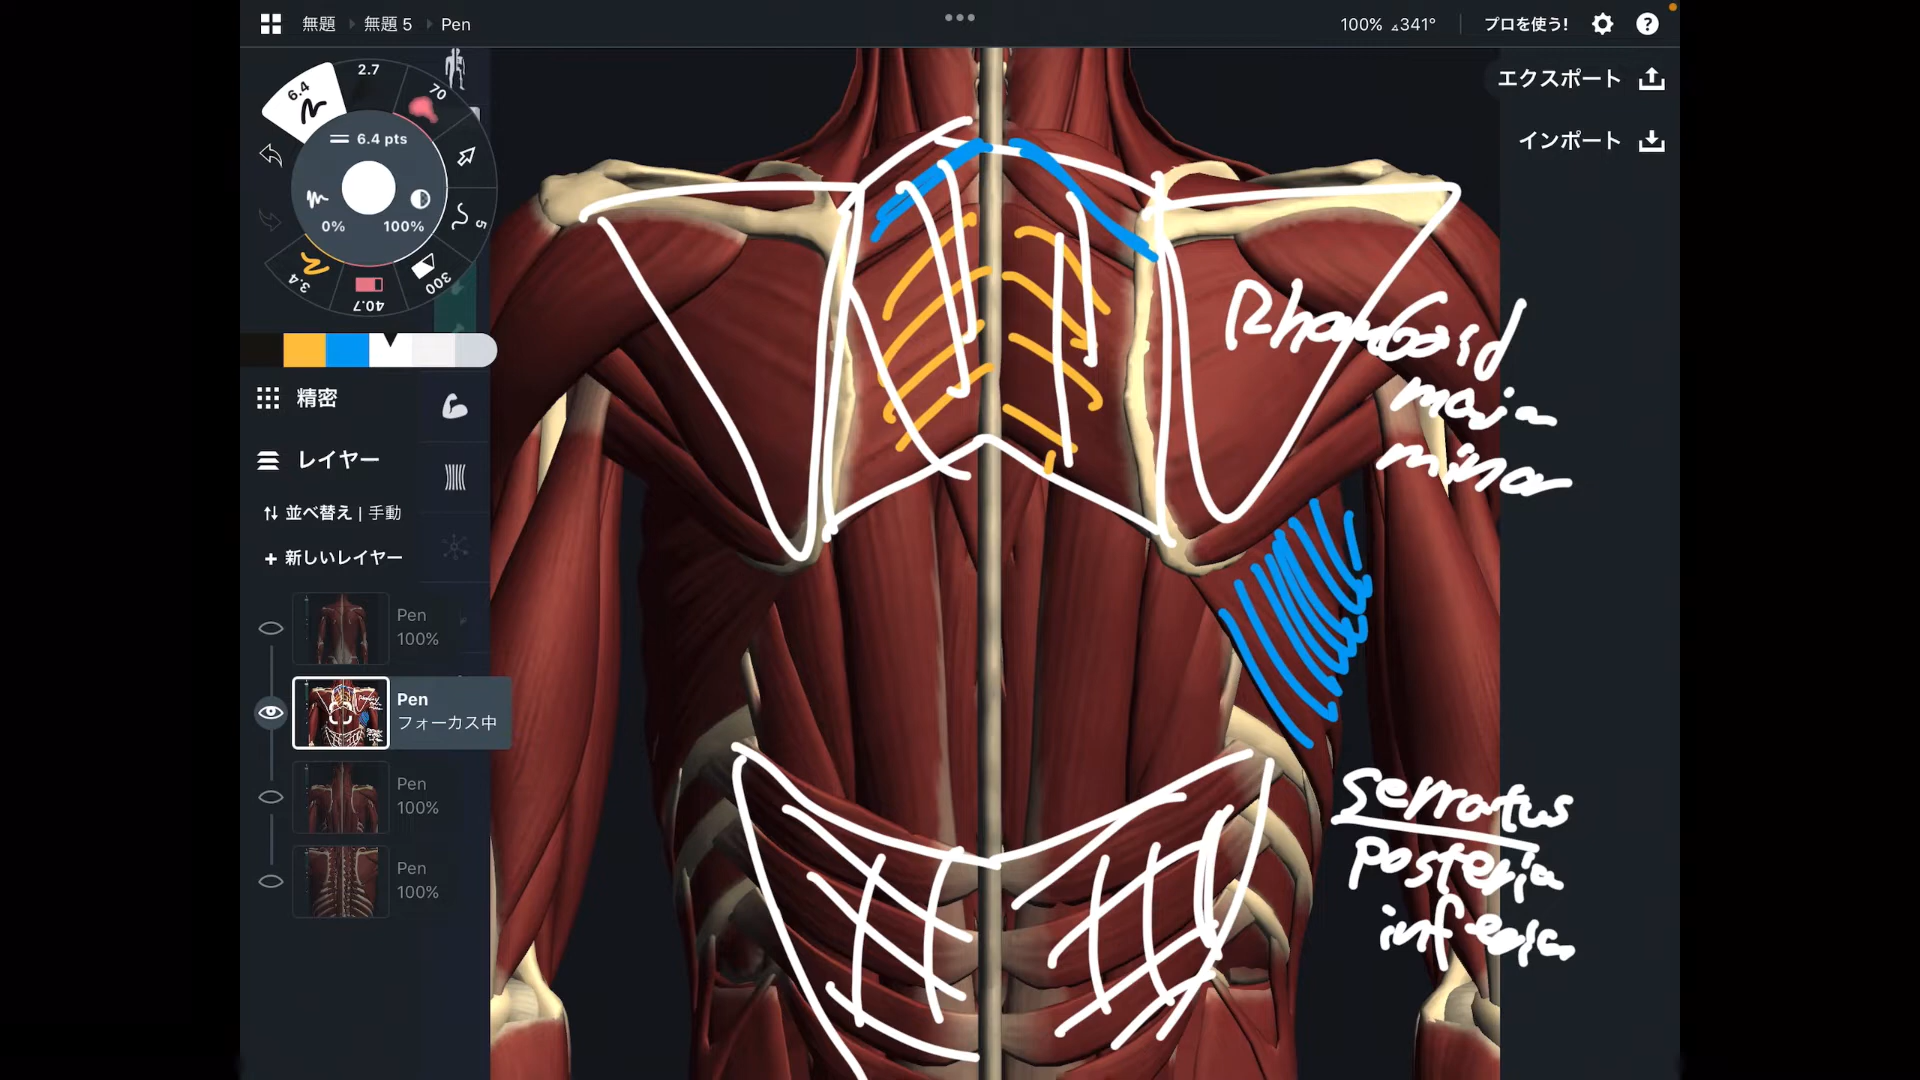 無題 無題 5 Pen
100% 341°
プロを使う!
エクスポート
インポート
2.7
6.4
70
6.4 pts
0% 100%
5
3.4
40.7
300
精密
レイヤー
並べ替え | 手動
+ 新しいレイヤー
Pen
100%
Pen
フォーカス中
Pen
100%
Pen
100%
Rhomboid
major
minor
Serratus
posterior
inferior